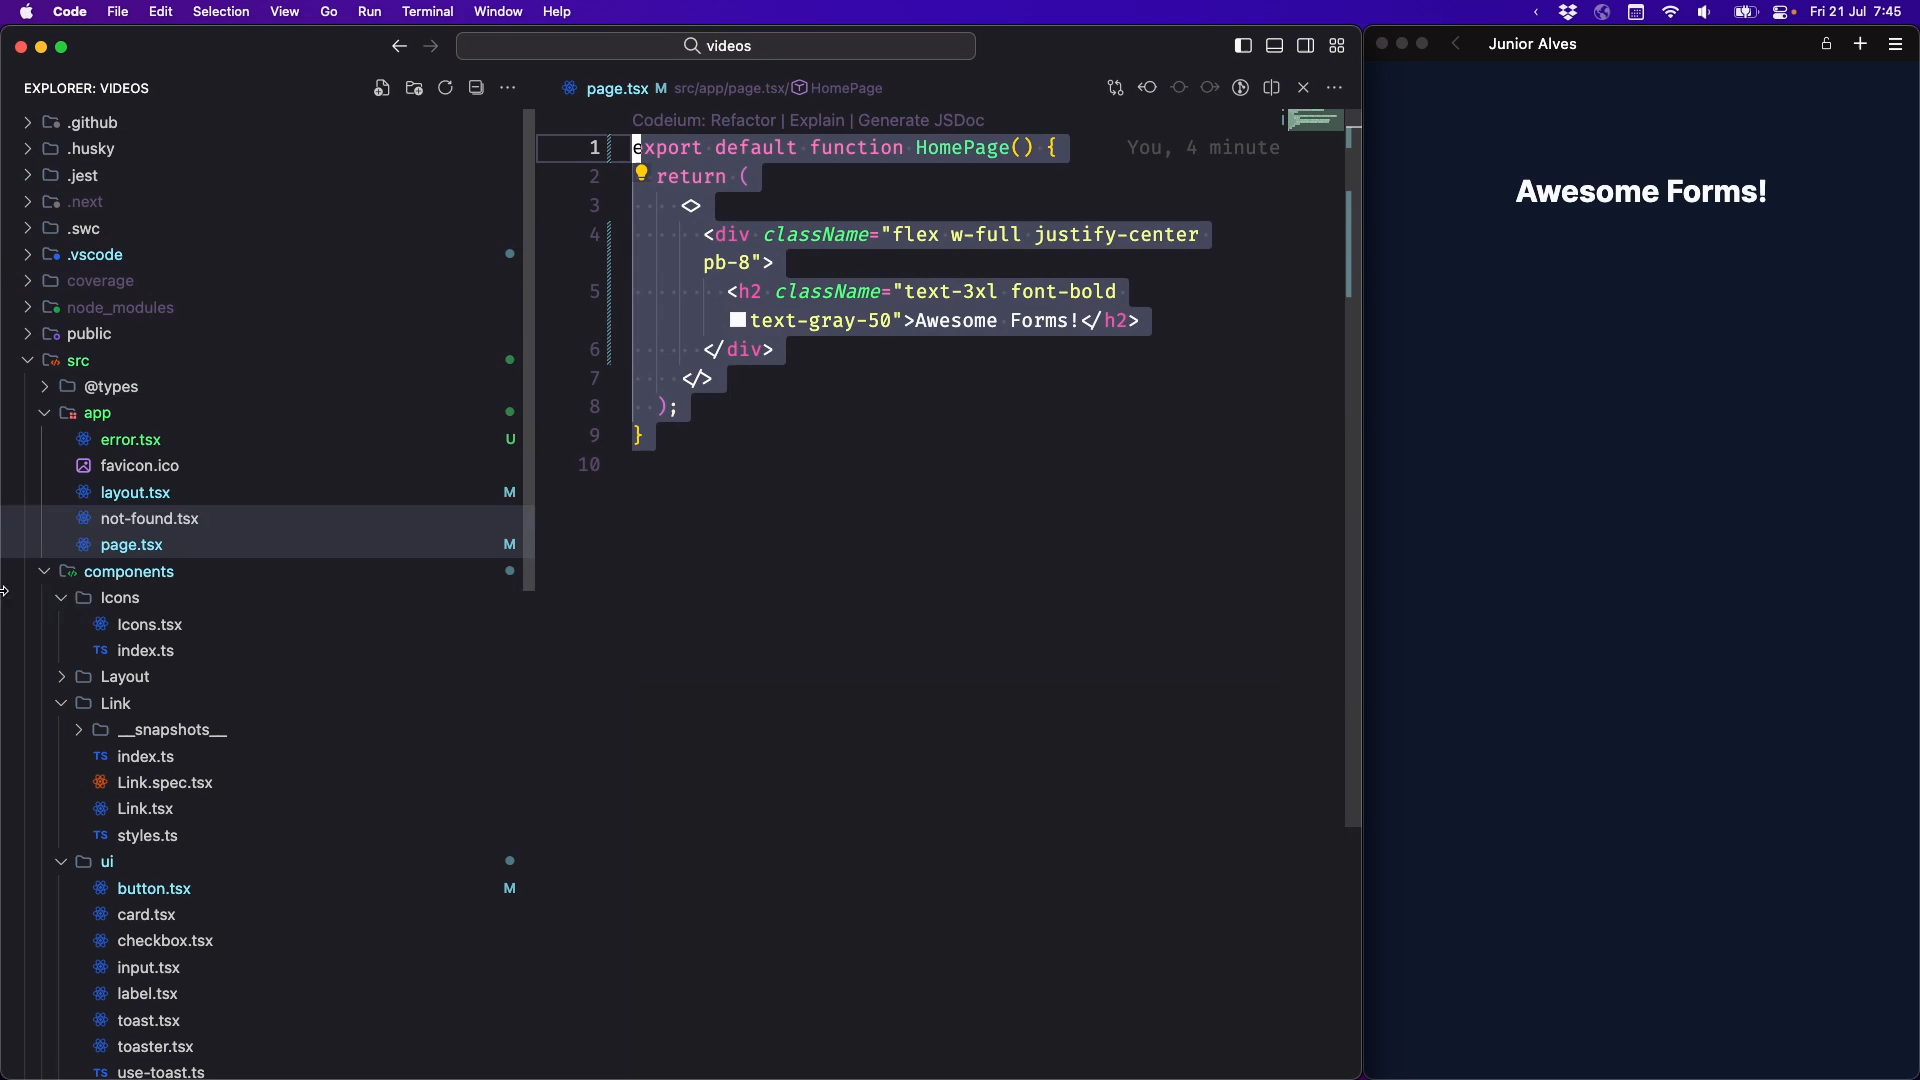 Code File Edit Selection View Go Run Terminal Window Help
Fri 21 Jul 7:45
videos
Junior Alves
EXPLORER: VIDEOS
page.tsx M src/app/page.tsx/ HomePage
.github
.husky
.jest
.next
.swc
.vscode
coverage
node_modules
public
src
@types
app
error.tsx U
favicon.ico
layout.tsx M
not-found.tsx
page.tsx M
components
Icons
Icons.tsx
TS index.ts
Layout
Link
__snapshots__
TS index.ts
Link.spec.tsx
Link.tsx
TS styles.ts
ui
button.tsx M
card.tsx
checkbox.tsx
input.tsx
label.tsx
toast.tsx
toaster.tsx
TS use-toast.ts
Codeium: Refactor | Explain | Generate JSDoc
1 export default function HomePage() { You, 4 minute
2 return (
3 <>
4 <div className="flex w-full justify-center
pb-8">
5 <h2 className="text-3xl font-bold
text-gray-50">Awesome Forms!</h2>
6 </div>
7 </>
8 );
9 }
10
Awesome Forms!